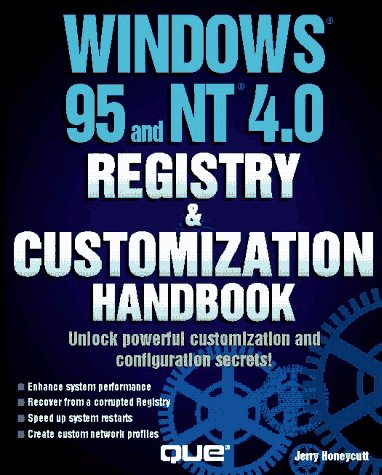 WINDOWS®
95 and NT® 4.0
REGISTRY
&
CUSTOMIZATION
HANDBOOK
Unlock powerful customization and
configuration secrets!
Enhance system performance
Recover from a corrupted Registry
Speed up system restarts
Create custom network profiles
QUE®
Jerry Honeycutt